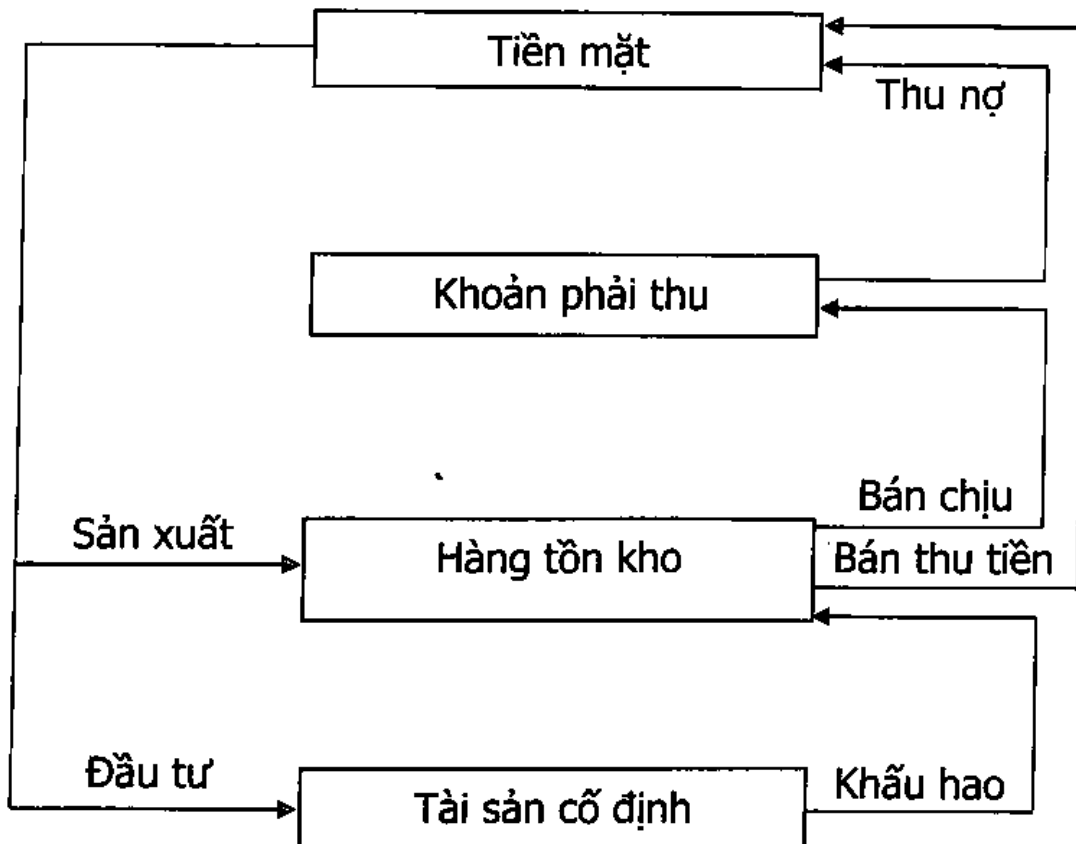 Tiền mặt
Thu nợ
Khoản phải thu
Bán chịu
Sản xuất
Hàng tồn kho
Bán thu tiền
Đầu tư
Tài sản cố định
Khấu hao